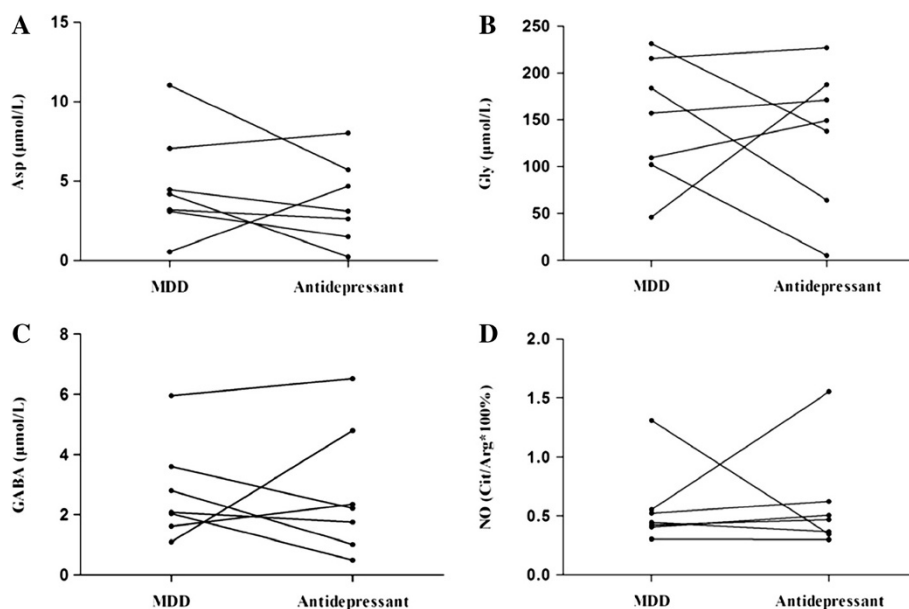 A
Asp (μmol/L)
15
10
5
0
MDD
Antidepressant
B
Gly (μmol/L)
250
200
150
100
50
0
MDD
Antidepressant
C
GABA (μmol/L)
8
6
4
2
0
MDD
Antidepressant
D
NO (Cit/Arg*100%)
2.0
1.5
1.0
0.5
0.0
MDD
Antidepressant